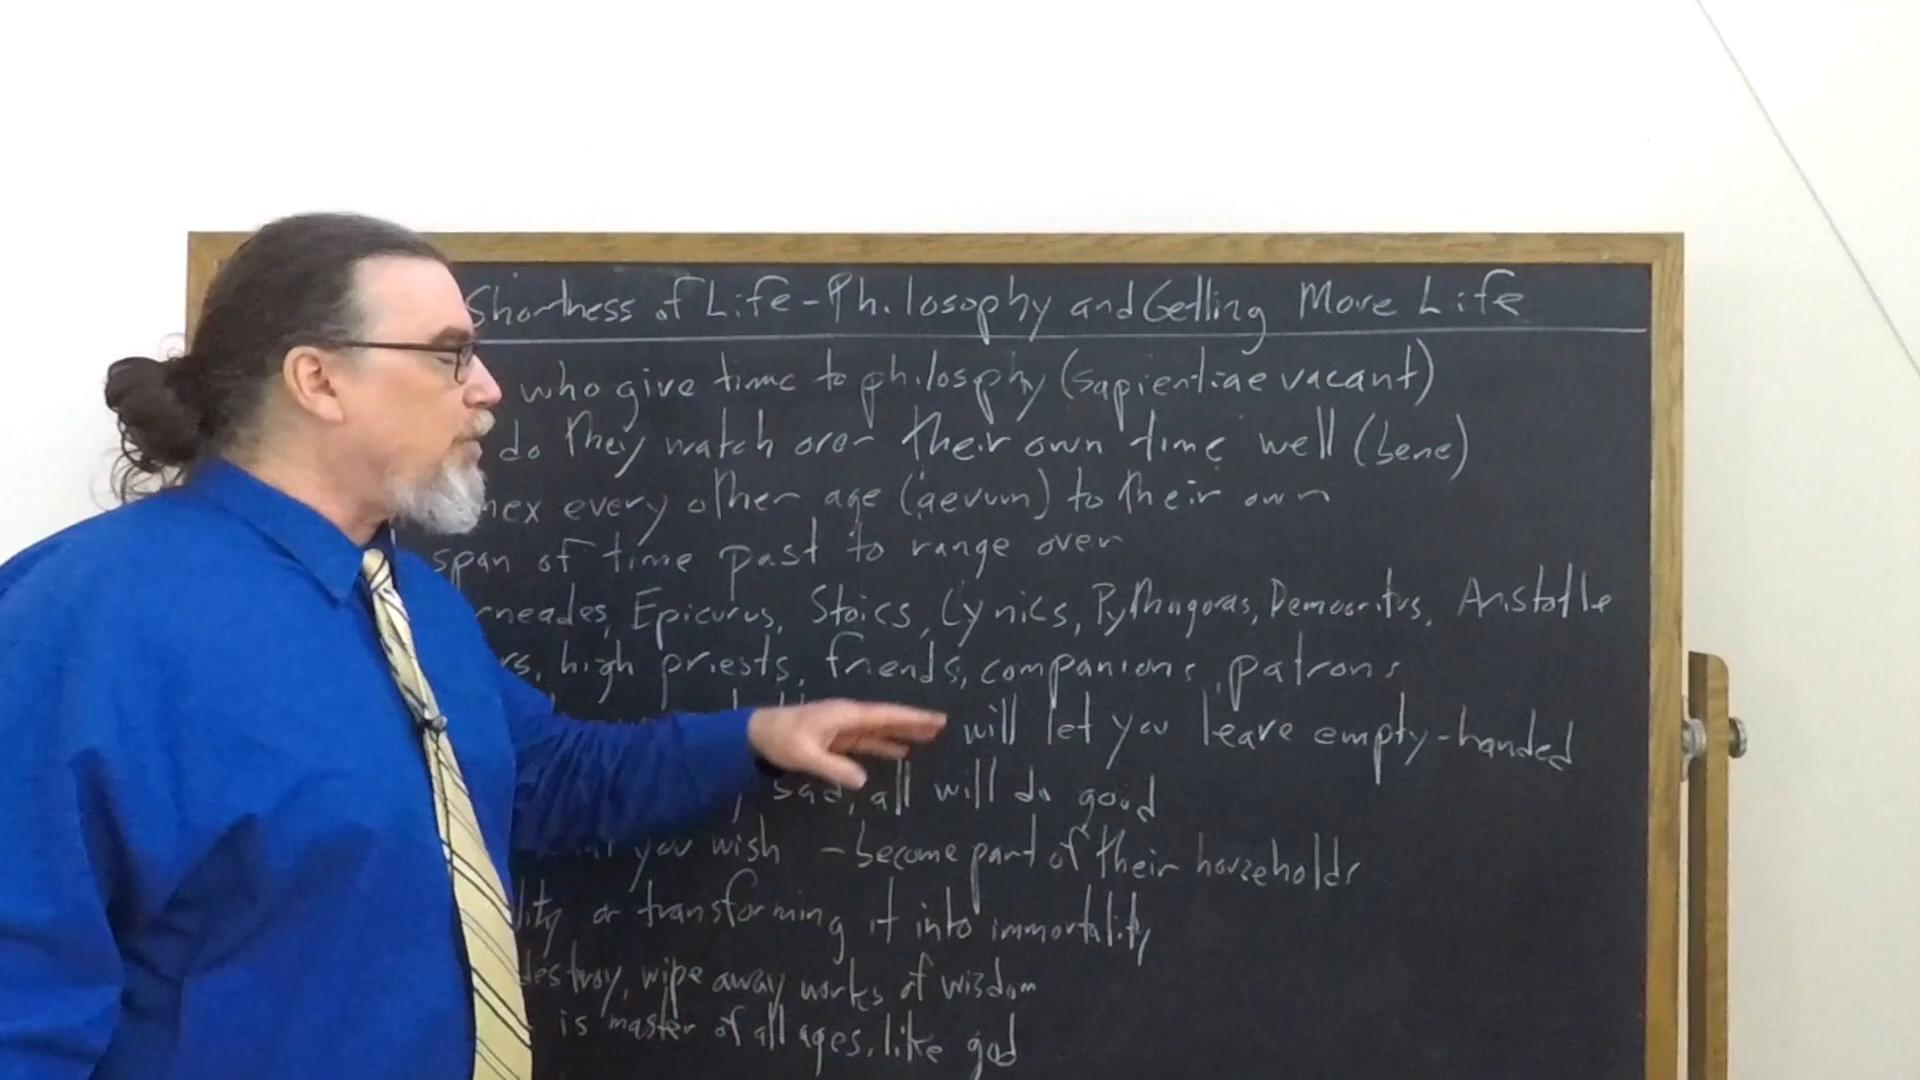 Shortness of Life - Philosophy and Getting More Life
who give time to philosphy (sapientiae vacant)
do they watch over their own time well (bene)
nex every other age (aevum) to their own
span of time past to range over
rneades, Epicurus, Stoics, Cynics, Pythagoras, Democritus, Aristotle
rs, high priests, friends, companions, patrons
will let you leave empty-handed
sad, all will do good
you wish - become part of their households
lity or transforming it into immortality
destroy, wipe away works of wisdom
is master of all ages, like god